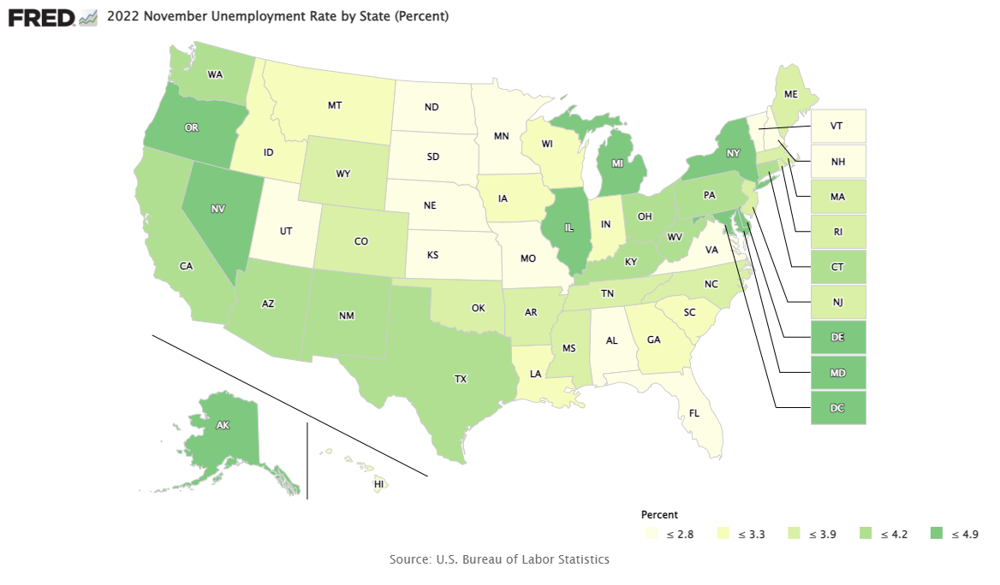 FRED 2022 November Unemployment Rate by State (Percent)
WA
ME
MT
ND
VT
OR
MN
ID
WI
SD
NY
NH
MI
WY
MA
PA
IA
NV
NE
OH
IN
IL
RI
UT
CO
WV
VA
KS
MO
KY
CA
CT
NC
TN
NJ
AZ
OK
AR
SC
NM
DE
AL
GA
MS
LA
MD
TX
DC
FL
AK
HI
Percent
≤ 2.8 ≤ 3.3 ≤ 3.9 ≤ 4.2 ≤ 4.9
Source: U.S. Bureau of Labor Statistics